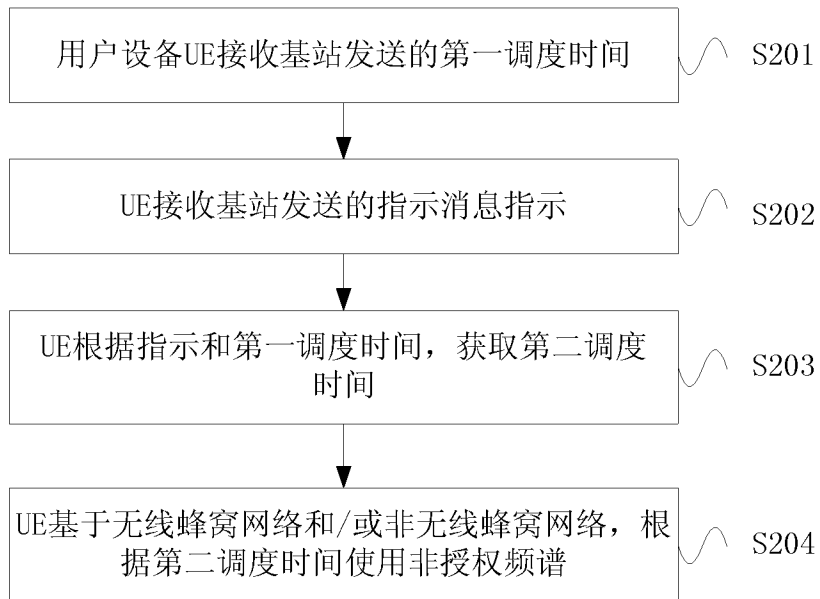 用户设备UE接收基站发送的第一调度时间
S201
UE接收基站发送的指示消息指示
S202
UE根据指示和第一调度时间，获取第二调度
时间
S203
UE基于无线蜂窝网络和/或非无线蜂窝网络，根
据第二调度时间使用非授权频谱
S204